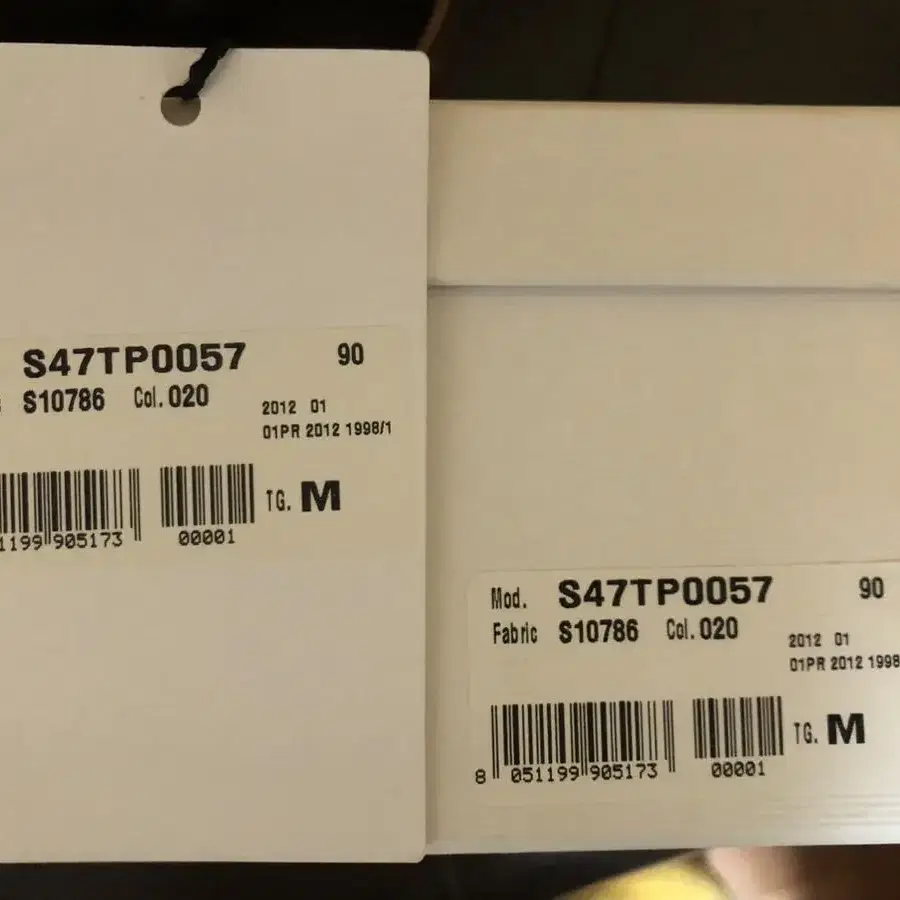 S47TP0057 90
S10786 Col. 020
2012 01
01PR 2012 1998/1
1199 905173 00001 TG. M
Mod. S47TP0057 90
Fabric S10786 Col. 020
2012 01
01PR 2012 1998
8 051199 905173 00001 TG. M